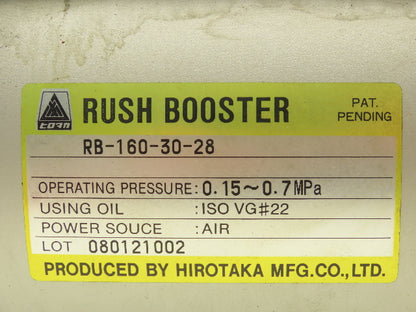 ヒロタカ
RUSH BOOSTER
PAT.
PENDING
RB-160-30-28
OPERATING PRESSURE:0.15~0.7MPa
USING OIL :ISO VG#22
POWER SOUCE :AIR
LOT 080121002
PRODUCED BY HIROTAKA MFG.CO.,LTD.